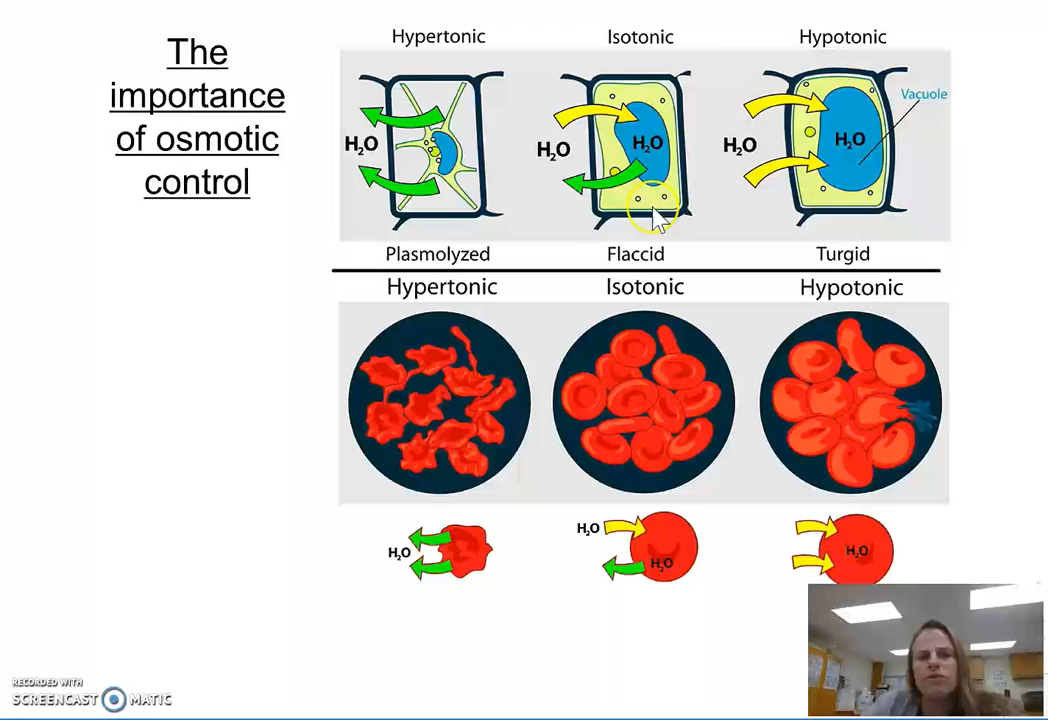 The
importance
of osmotic
control
Hypertonic
Isotonic
Hypotonic
H₂O
H₂O
H₂O
H₂O
H₂O
Vacuole
Plasmolyzed
Flaccid
Turgid
Hypertonic
Isotonic
Hypotonic
H₂O
H₂O
H₂O
H₂O
RECORDED WITH
SCREENCAST MATIC